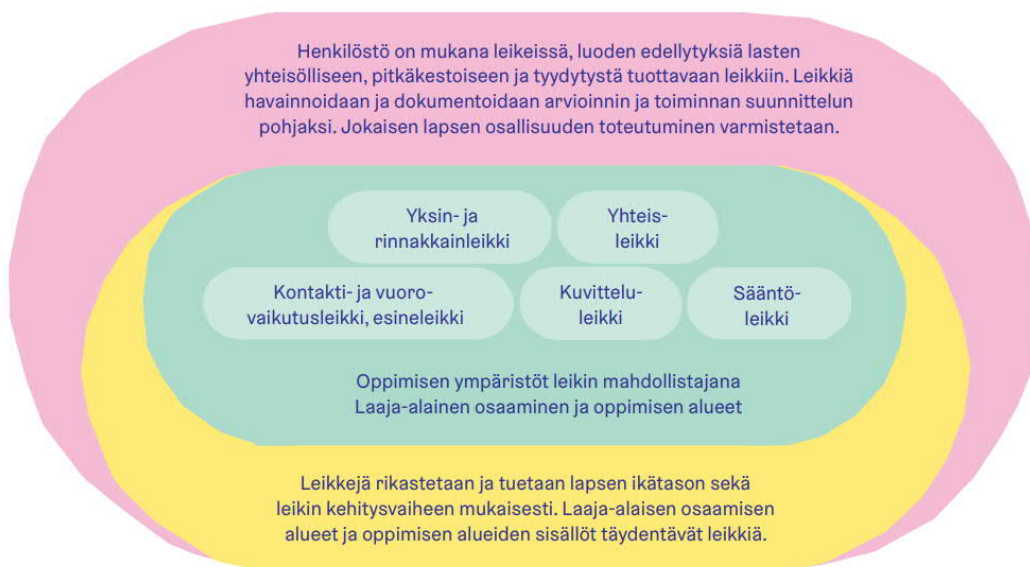 Henkilöstö on mukana leikeissä, luoden edellytyksiä lasten
yhteisölliseen, pitkäkestoiseen ja tyydytystä tuottavaan leikkiin. Leikkiä
havainnoidaan ja dokumentoidaan arvioinnin ja toiminnan suunnittelun
pohjaksi. Jokaisen lapsen osallisuuden toteutuminen varmistetaan.
Yksin- ja
rinnakkainleikki
Yhteis-
leikki
Kontakti- ja vuoro-
vaikutusleikki, esineleikki
Kuvittelu-
leikki
Sääntö-
leikki
Oppimisen ympäristöt leikin mahdollistajana
Laaja-alainen osaaminen ja oppimisen alueet
Leikkejä rikastetaan ja tuetaan lapsen ikätason sekä
leikin kehitysvaiheen mukaisesti. Laaja-alaisen osaamisen
alueet ja oppimisen alueiden sisällöt täydentävät leikkiä.